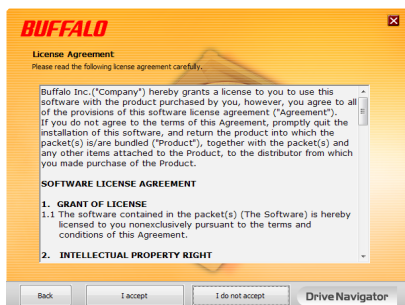 BUFFALO
License Agreement
Please read the following license agreement carefully.
Buffalo Inc.("Company") hereby grants a license to you to use this
software with the product purchased by you, however, you agree to all
of the provisions of this software license agreement ("Agreement").
If you do not agree to the terms of this Agreement, promptly quit the
installation of this software, and return the product into which the
packet(s) is/are bundled ("Product"), together with the packet(s) and
any other items attached to the Product, to the distributor from which
you made purchase of the Product.
SOFTWARE LICENSE AGREEMENT
1. GRANT OF LICENSE
1.1 The software contained in the packet(s) (The Software) is hereby
licensed to you nonexclusively pursuant to the terms and
conditions of this Agreement.
2. INTELLECTUAL PROPERTY RIGHT
Back
I accept
I do not accept
DriveNavigator